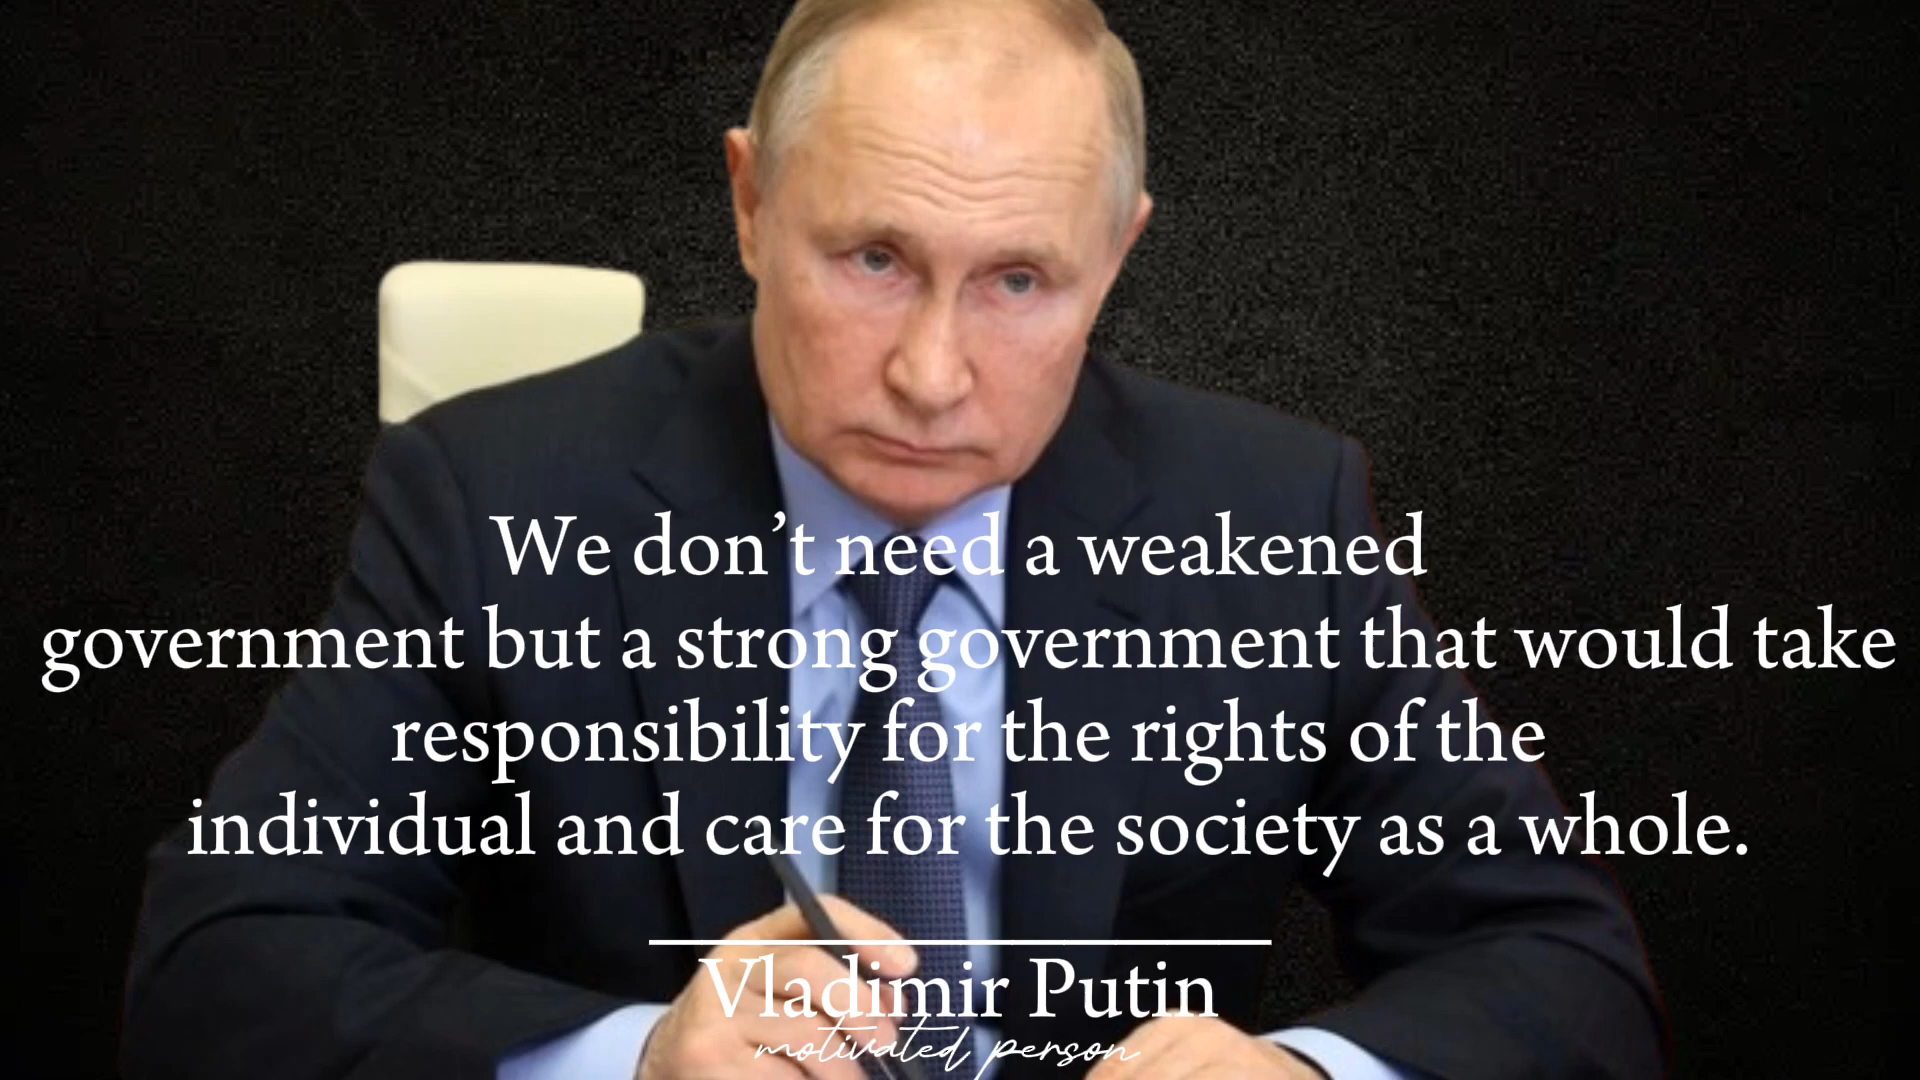 We don’t need a weakened
government but a strong government that would take
responsibility for the rights of the
individual and care for the society as a whole.
Vladimir Putin
motivated person